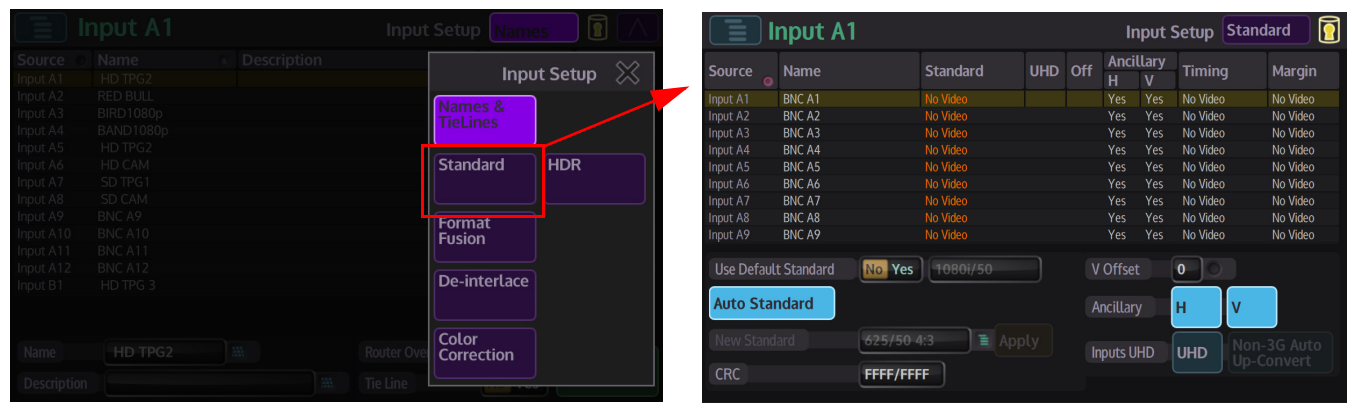 Input A1
Input Setup Names
Source Name Description
Input A1 HD TPG2
Input A2 RED BULL
Input A3 BIRD1080p
Input A4 BAND1080p
Input A5 HD TPG2
Input A6 HD CAM
Input A7 SD TPG1
Input A8 SD CAM
Input A9 BNC A9
Input A10 BNC A10
Input A11 BNC A11
Input A12 BNC A12
Input B1 HD TPG 3
Name HD TPG2 Router Ove
Description Tie Line
Input Setup
Names &
TieLines
Standard HDR
Format
Fusion
De-interlace
Color
Correction
Input A1 Input Setup Standard
Source Name Standard UHD Off Ancillary Timing Margin
H V
Input A1 BNC A1 No Video Yes Yes No Video No Video
Input A2 BNC A2 No Video Yes Yes No Video No Video
Input A3 BNC A3 No Video Yes Yes No Video No Video
Input A4 BNC A4 No Video Yes Yes No Video No Video
Input A5 BNC A5 No Video Yes Yes No Video No Video
Input A6 BNC A6 No Video Yes Yes No Video No Video
Input A7 BNC A7 No Video Yes Yes No Video No Video
Input A8 BNC A8 No Video Yes Yes No Video No Video
Input A9 BNC A9 No Video Yes Yes No Video No Video
Use Default Standard No Yes 1080i/50 V Offset 0
Auto Standard Ancillary H V
New Standard 625/50 4:3 Apply
Inputs UHD UHD Non-3G Auto
Up-Convert
CRC FFFF/FFFF